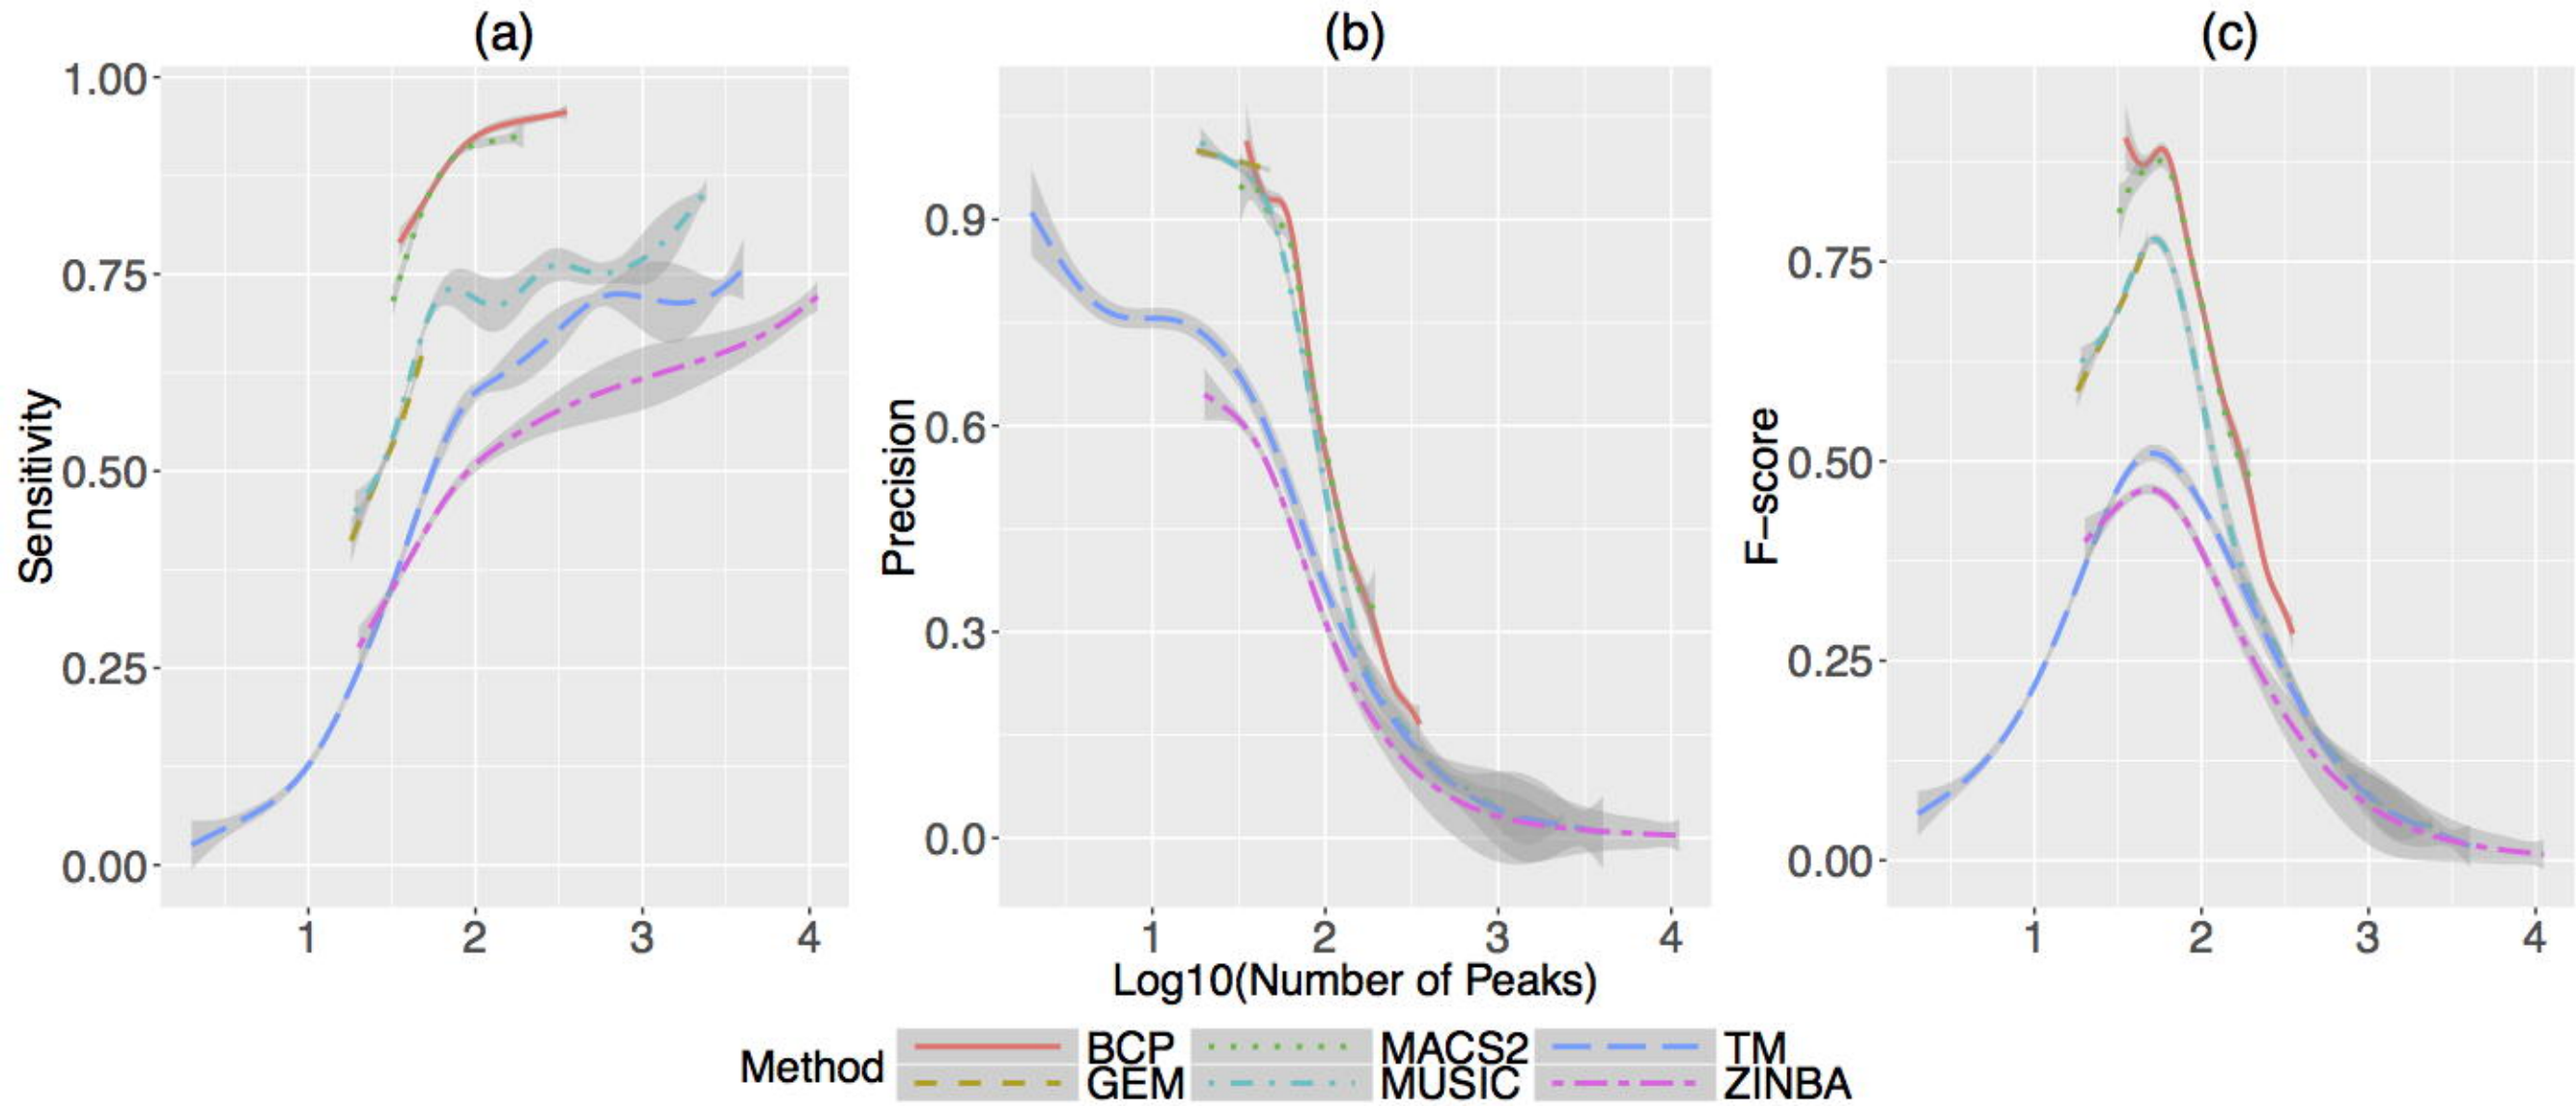 (a)
(b)
(c)
Sensitivity
1.00
0.75
0.50
0.25
0.00
1 2 3 4
Precision
0.9
0.6
0.3
0.0
1 2 3 4
F-score
0.75
0.50
0.25
0.00
1 2 3 4
Log10(Number of Peaks)
Method
BCP MACS2 TM
GEM MUSIC ZINBA